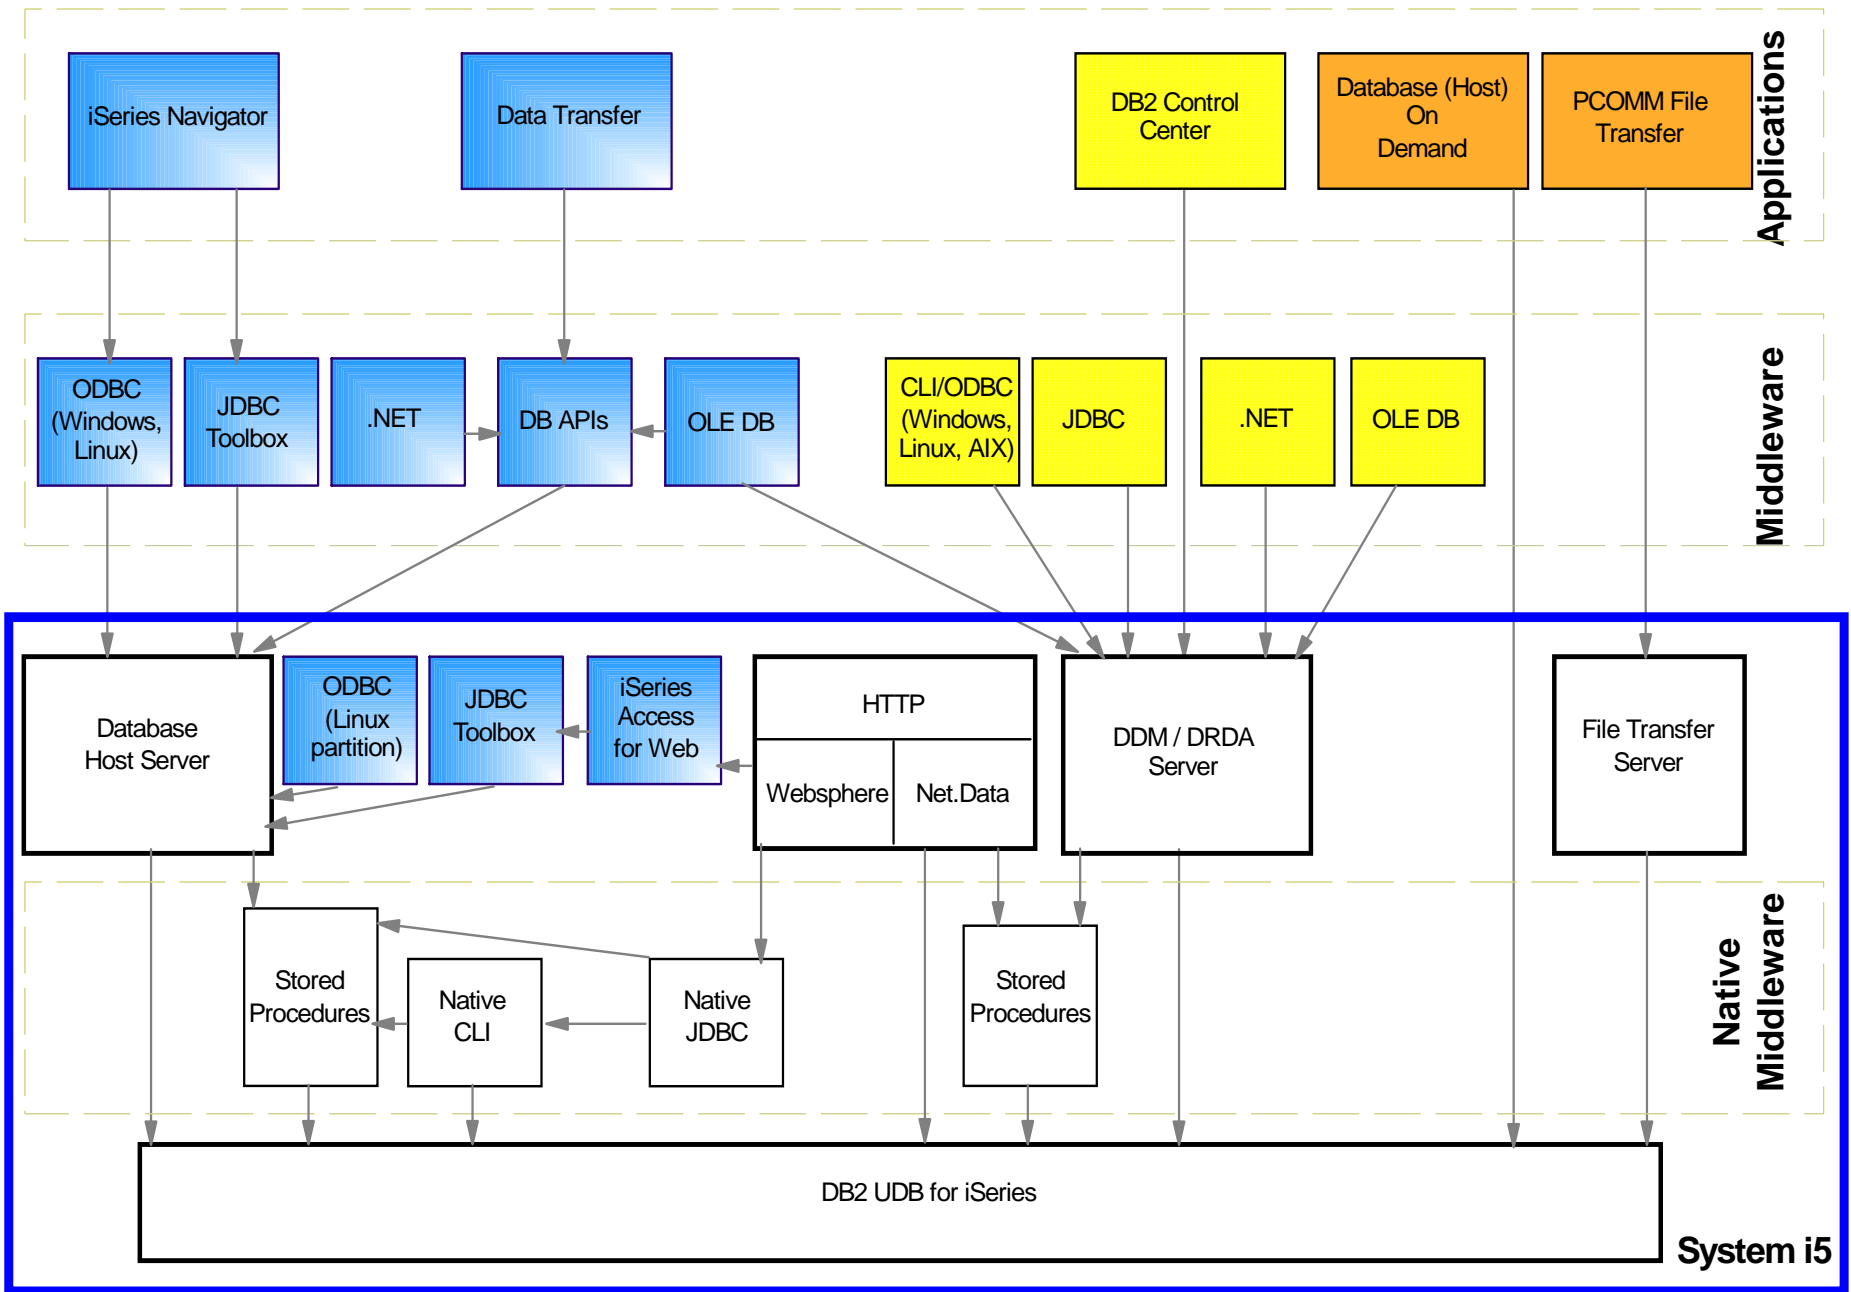 iSeries Navigator
Data Transfer
DB2 Control
Center
Database (Host)
On
Demand
PCOMM File
Transfer
Applications
ODBC
(Windows,
Linux)
JDBC
Toolbox
.NET
DB APIs
OLE DB
CLI/ODBC
(Windows,
Linux, AIX)
JDBC
.NET
OLE DB
Middleware
Database
Host Server
ODBC
(Linux
partition)
JDBC
Toolbox
iSeries
Access
for Web
HTTP
Websphere
Net.Data
DDM / DRDA
Server
File Transfer
Server
Stored
Procedures
Native
CLI
Native
JDBC
Stored
Procedures
Native
Middleware
DB2 UDB for iSeries
System i5